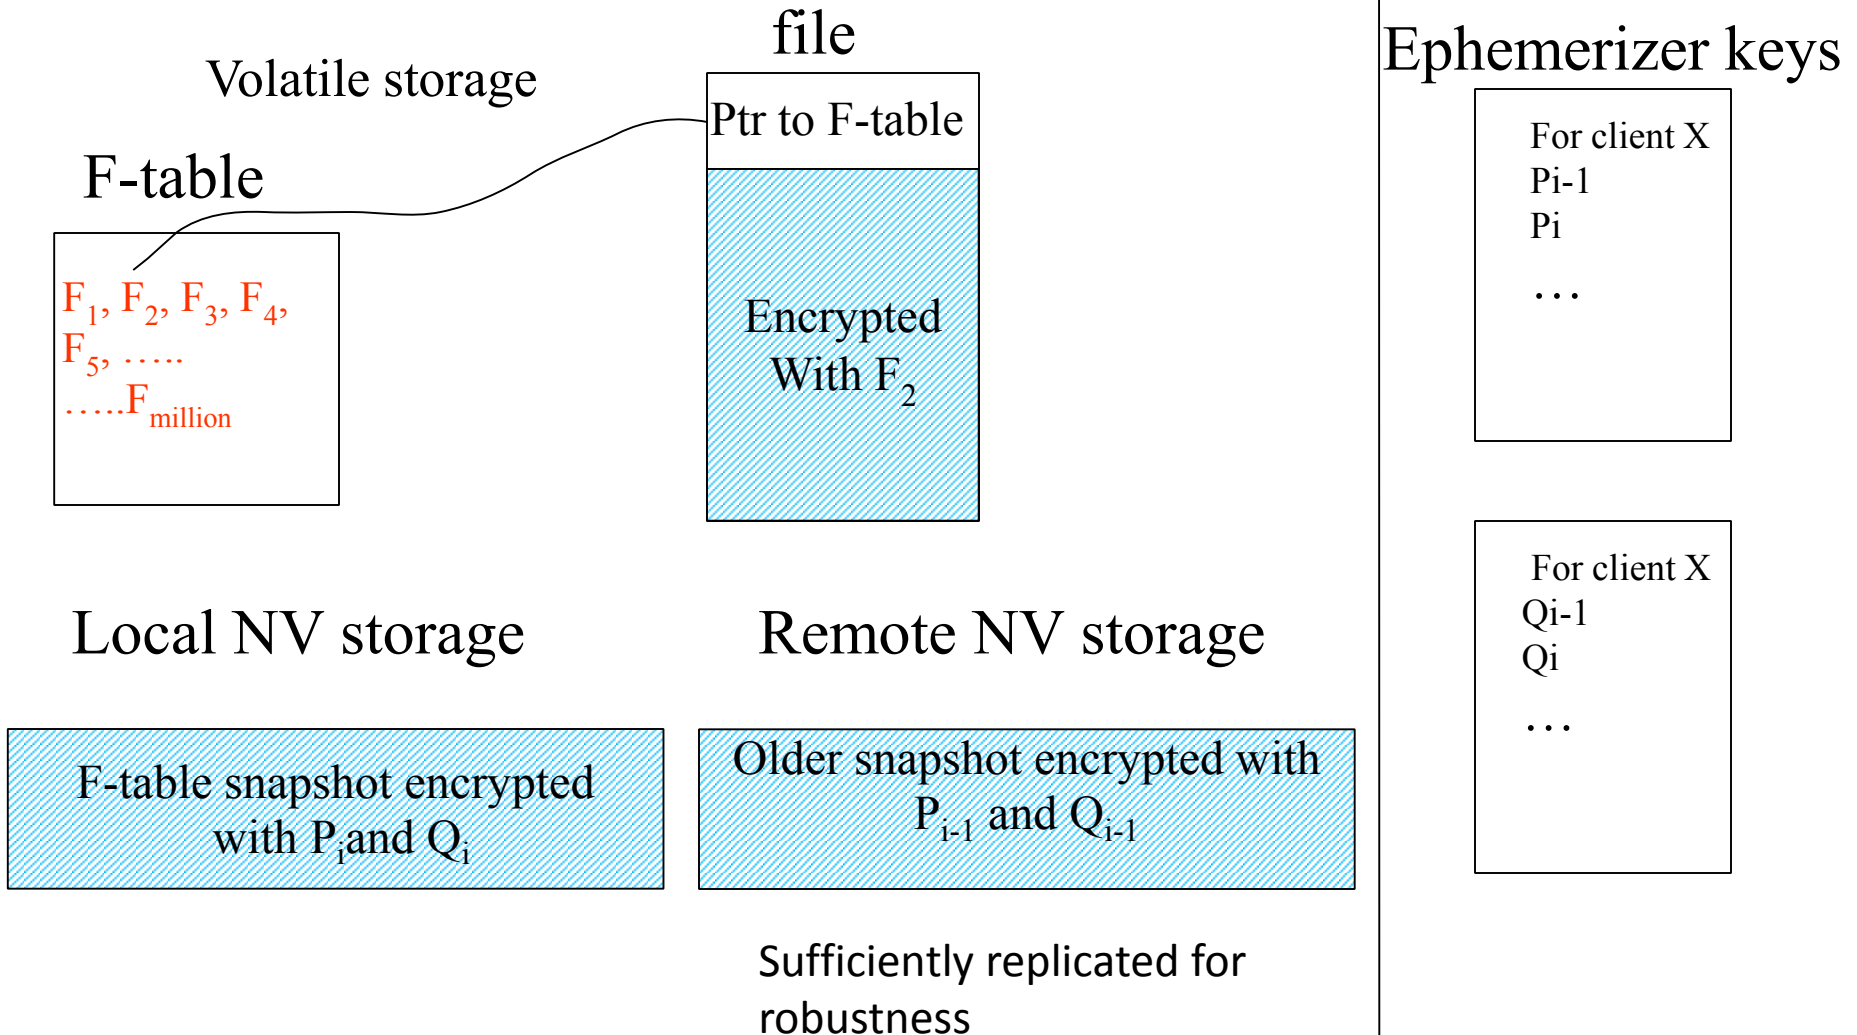 file
Ephemerizer keys
Volatile storage
Ptr to F-table
F-table
For client X
Pi-1
Pi
…
F1, F2, F3, F4,
F5, …..
…..Fmillion
Encrypted
With F2
For client X
Qi-1
Qi
…
Local NV storage
Remote NV storage
F-table snapshot encrypted
with Piand Qi
Older snapshot encrypted with
Pi-1 and Qi-1
Sufficiently replicated for
robustness